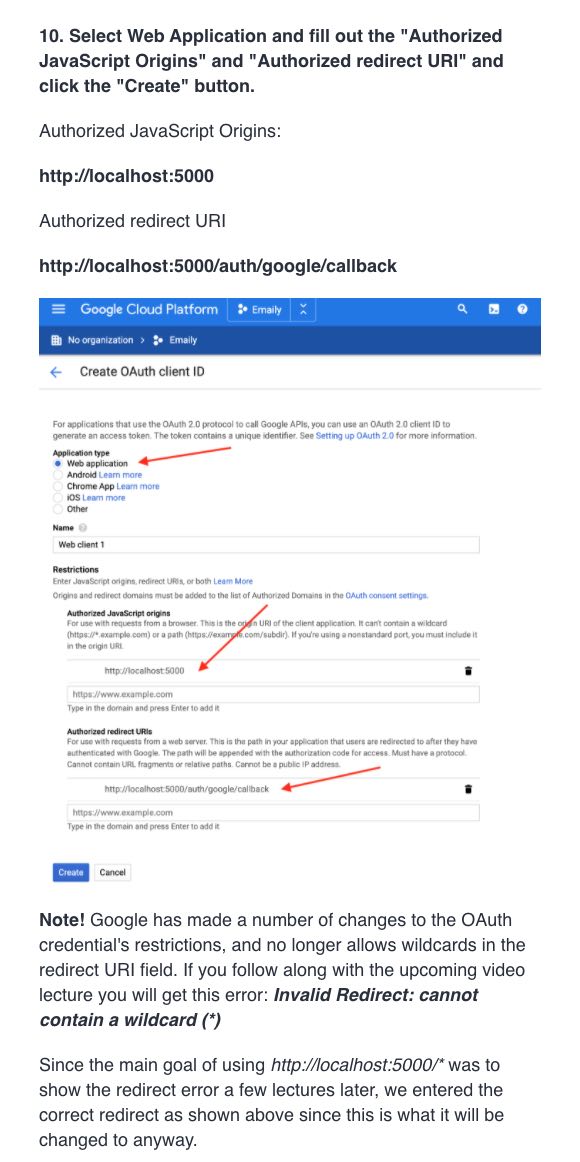 10. Select Web Application and fill out the "Authorized
JavaScript Origins" and "Authorized redirect URI" and
click the "Create" button.
Authorized JavaScript Origins:
http://localhost:5000
Authorized redirect URI
http://localhost:5000/auth/google/callback
Google Cloud Platform Emaily
No organization > Emaily
Create OAuth client ID
For applications that use the OAuth 2.0 protocol to call Google APIs, you can use an OAuth 2.0 client ID to
generate an access token. The token contains a unique identifier. See Setting up OAuth 2.0 for more information.
Application type
Web application
Android Learn more
Chrome App Learn more
iOS Learn more
Other
Name
Web client 1
Restrictions
Enter JavaScript origins, redirect URIs, or both Learn More
Origins and redirect domains must be added to the list of Authorized Domains in the OAuth consent settings.
Authorized JavaScript origins
For use with requests from a browser. This is the origin URI of the client application. It can't contain a wildcard
(https://*.example.com) or a path (https://example.com/subdir). If you're using a nonstandard port, you must include it
in the origin URI.
http://localhost:5000
https://www.example.com
Type in the domain and press Enter to add it
Authorized redirect URIs
For use with requests from a web server. This is the path in your application that users are redirected to after they have
authenticated with Google. The path will be appended with the authorization code for access. Must have a protocol.
Cannot contain URL fragments or relative paths. Cannot be a public IP address.
http://localhost:5000/auth/google/callback
https://www.example.com
Type in the domain and press Enter to add it
Create Cancel
Note! Google has made a number of changes to the OAuth
credential's restrictions, and no longer allows wildcards in the
redirect URI field. If you follow along with the upcoming video
lecture you will get this error: Invalid Redirect: cannot
contain a wildcard (*)
Since the main goal of using http://localhost:5000/* was to
show the redirect error a few lectures later, we entered the
correct redirect as shown above since this is what it will be
changed to anyway.